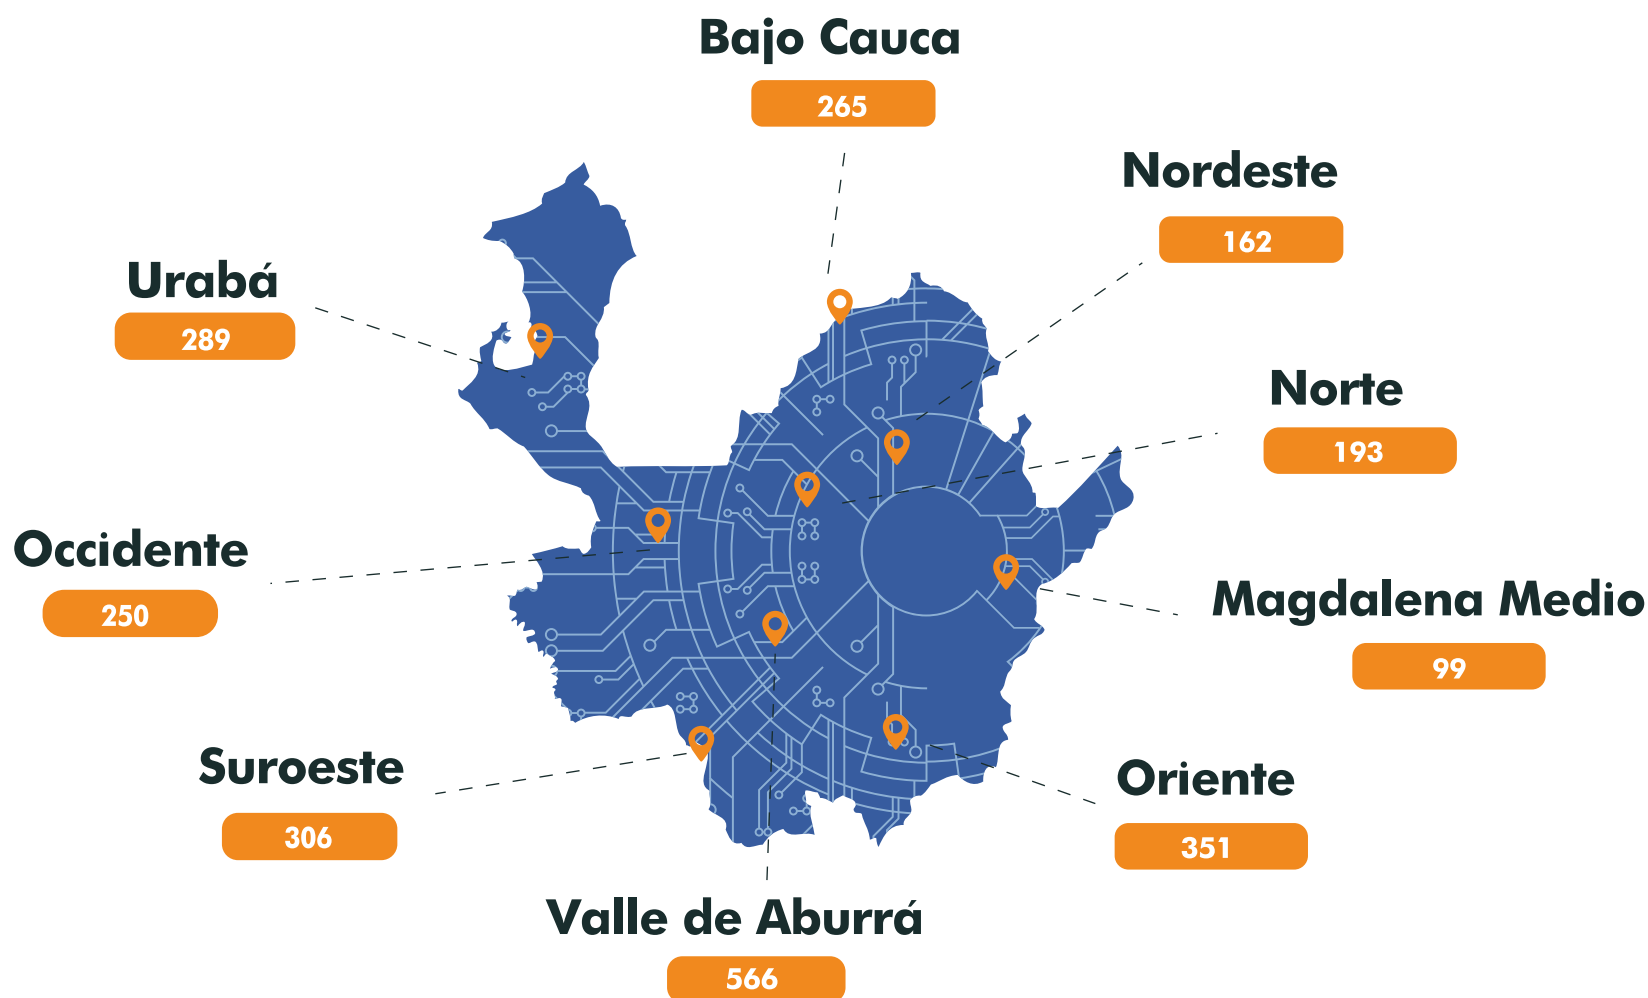 Bajo Cauca
265
Nordeste
162
Urabá
289
Norte
193
Occidente
250
Magdalena Medio
99
Suroeste
306
Oriente
351
Valle de Aburrá
566